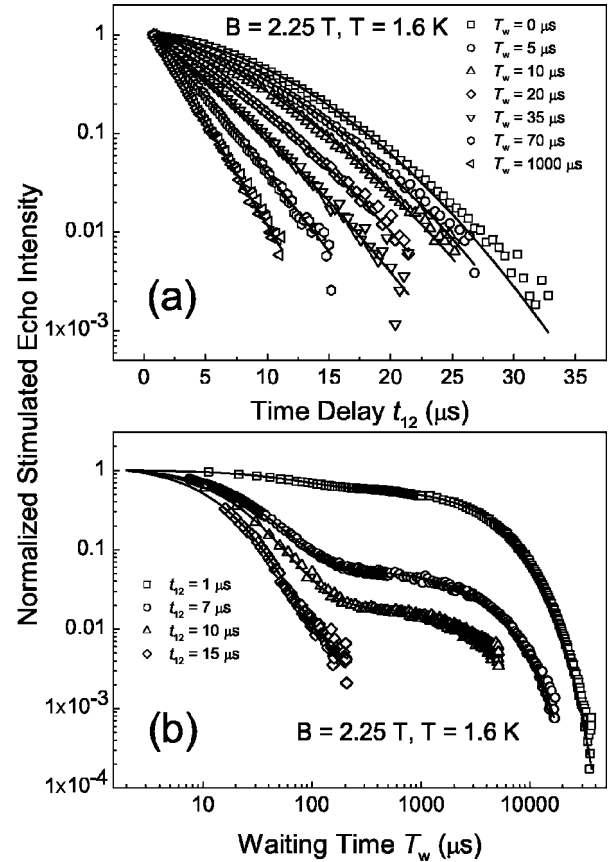 B = 2.25 T, T = 1.6 K
T_w = 0 μs
T_w = 5 μs
T_w = 10 μs
T_w = 20 μs
T_w = 35 μs
T_w = 70 μs
T_w = 1000 μs
1
0.1
0.01
1x10^-3
(a)
0 5 10 15 20 25 30 35
Time Delay t_12 (μs)
Normalized Stimulated Echo Intensity
1
0.1
0.01
1x10^-3
1x10^-4
t_12 = 1 μs
t_12 = 7 μs
t_12 = 10 μs
t_12 = 15 μs
(b)
B = 2.25 T, T = 1.6 K
10 100 1000 10000
Waiting Time T_w (μs)